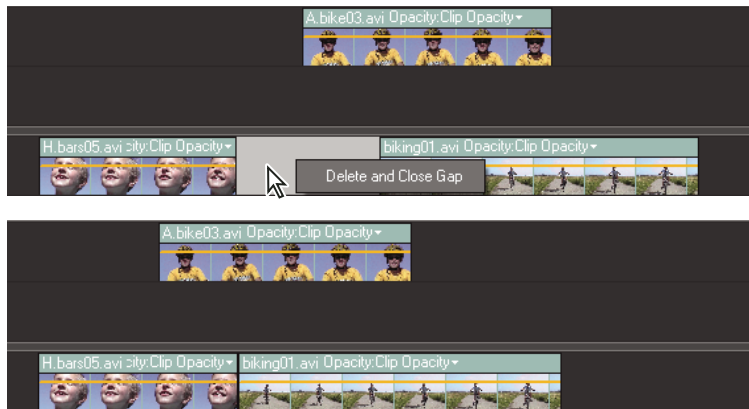 A.bike03.avi Opacity:Clip Opacity
H.bars05.avi city:Clip Opacity
biking01.avi Opacity:Clip Opacity
Delete and Close Gap
A.bike03.avi Opacity:Clip Opacity
H.bars05.avi city:Clip Opacity
biking01.avi Opacity:Clip Opacity